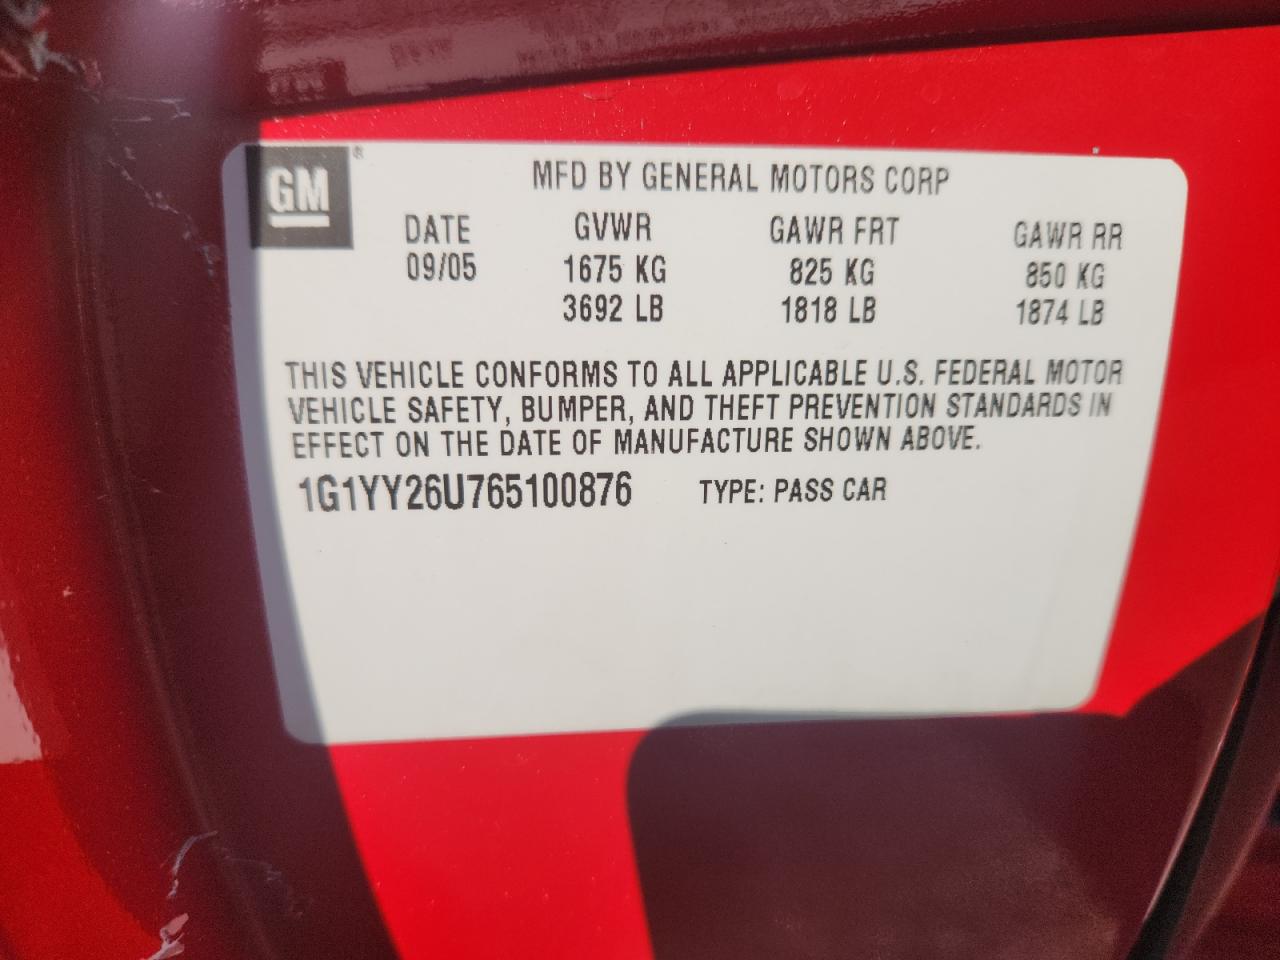 GM®
MFD BY GENERAL MOTORS CORP
DATE GVWR GAWR FRT GAWR RR
09/05 1675 KG 825 KG 850 KG
3692 LB 1818 LB 1874 LB
THIS VEHICLE CONFORMS TO ALL APPLICABLE U.S. FEDERAL MOTOR
VEHICLE SAFETY, BUMPER, AND THEFT PREVENTION STANDARDS IN
EFFECT ON THE DATE OF MANUFACTURE SHOWN ABOVE.
1G1YY26U765100876 TYPE: PASS CAR